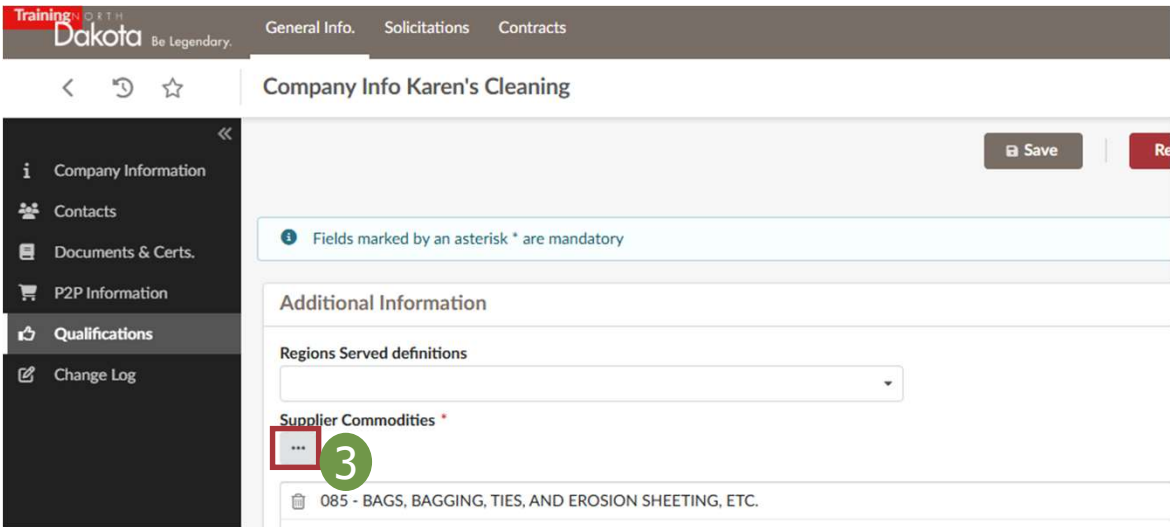 Training NORTH
Dakota Be Legendary.
General Info. Solicitations Contracts
Company Info Karen's Cleaning
Save
Re
Company Information
Contacts
Documents & Certs.
P2P Information
Qualifications
Change Log
Fields marked by an asterisk * are mandatory
Additional Information
Regions Served definitions
Supplier Commodities *
...
3
085 - BAGS, BAGGING, TIES, AND EROSION SHEETING, ETC.